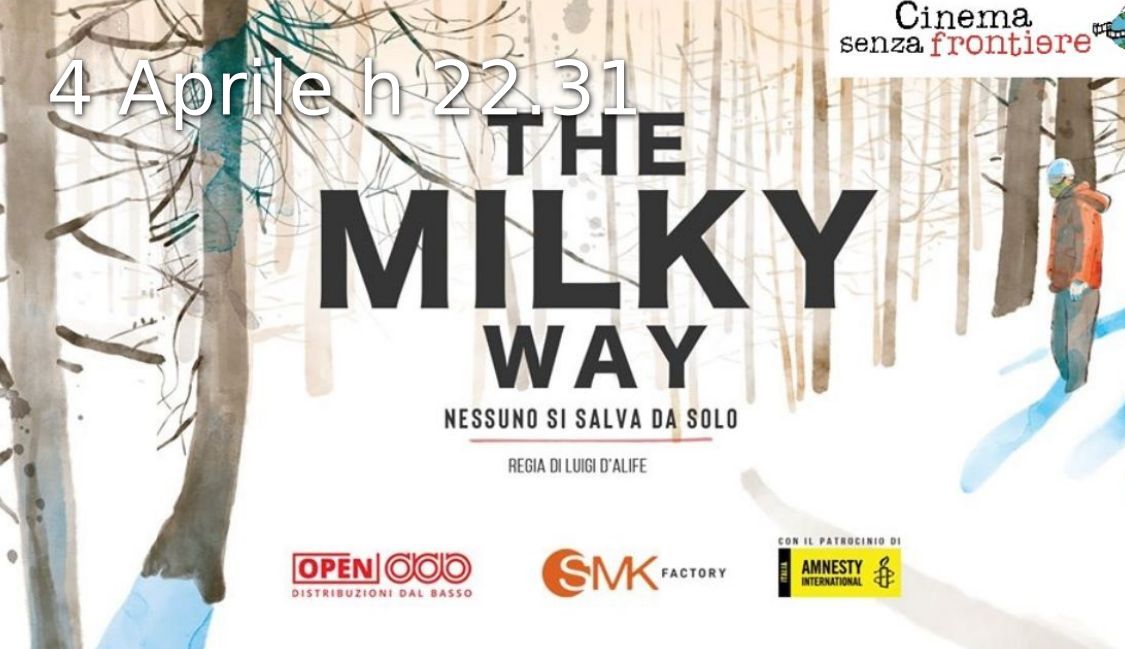 Cinema
senza frontiere
4 Aprile h 22.31
THE
MILKY
WAY
NESSUNO SI SALVA DA SOLO
REGIA DI LUIGI D'ALIFE
OPEN DDB
DISTRIBUZIONI DAL BASSO
SMK FACTORY
CON IL PATROCINIO DI
ITALIA
AMNESTY
INTERNATIONAL